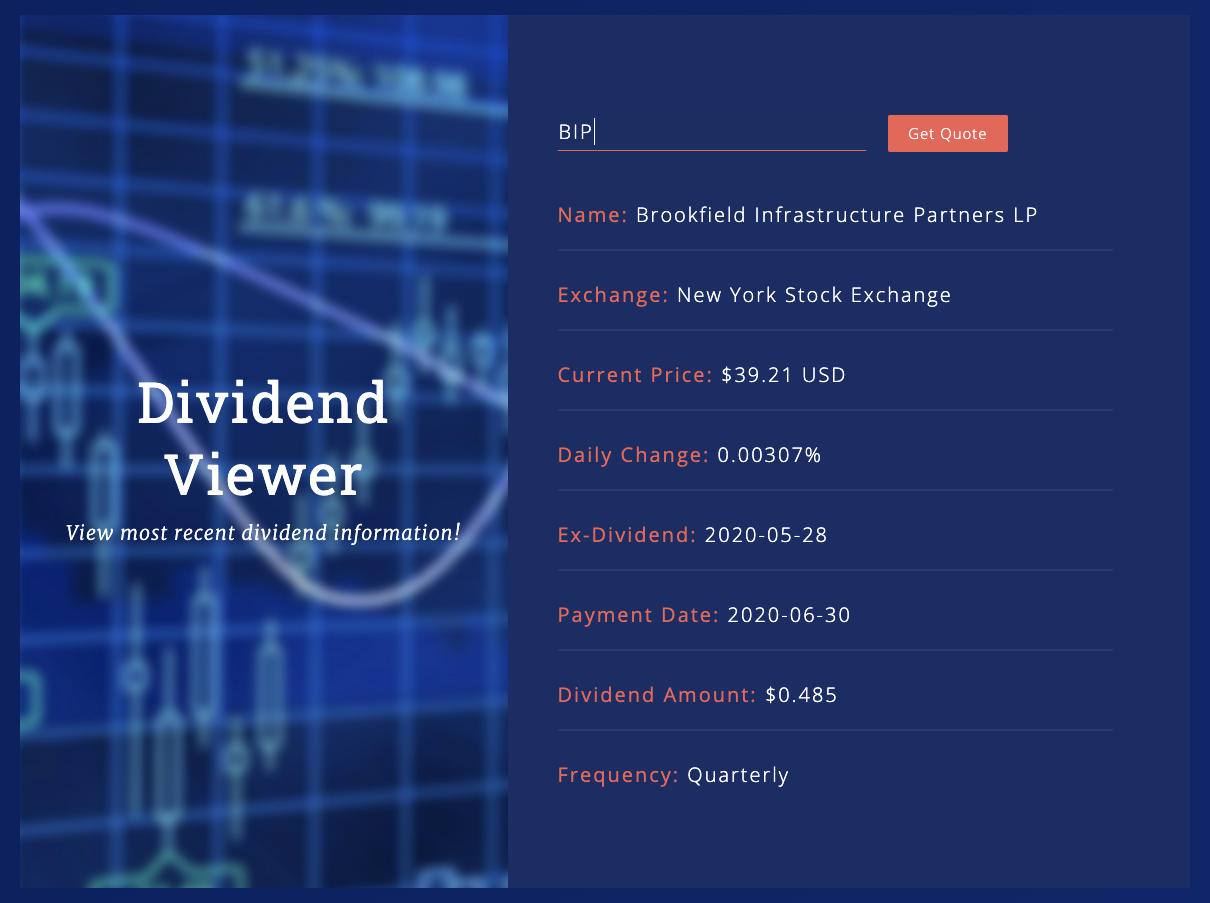 Dividend
Viewer
View most recent dividend information!
BIP
Get Quote
Name: Brookfield Infrastructure Partners LP
Exchange: New York Stock Exchange
Current Price: $39.21 USD
Daily Change: 0.00307%
Ex-Dividend: 2020-05-28
Payment Date: 2020-06-30
Dividend Amount: $0.485
Frequency: Quarterly